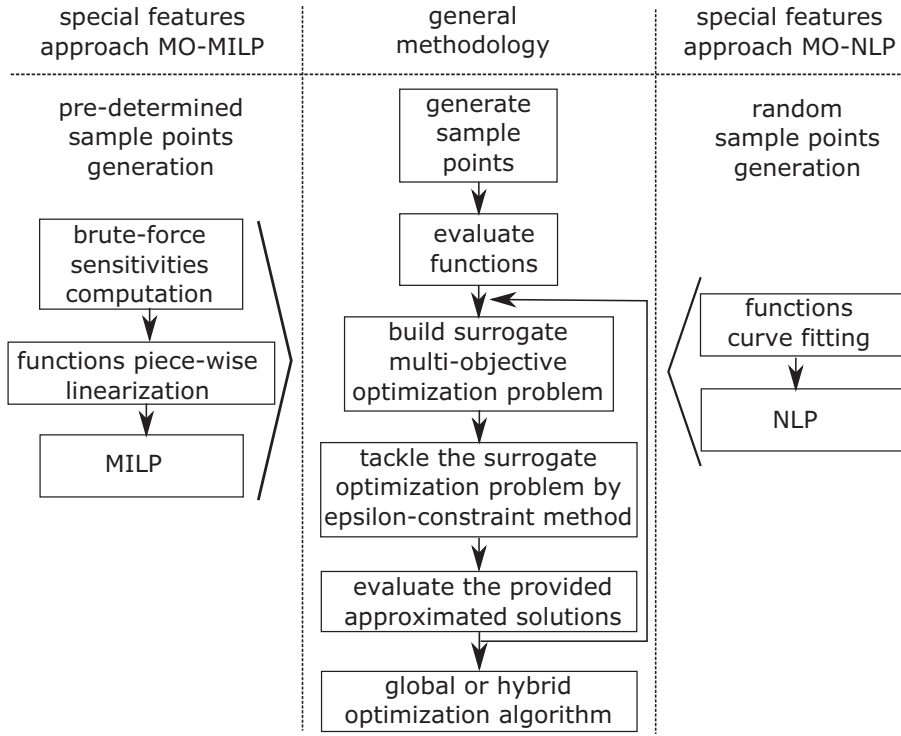 special features
approach MO-MILP
general
methodology
special features
approach MO-NLP
pre-determined
sample points
generation
brute-force
sensitivities
computation
functions piece-wise
linearization
MILP
generate
sample
points
evaluate
functions
build surrogate
multi-objective
optimization problem
tackle the surrogate
optimization problem by
epsilon-constraint method
evaluate the provided
approximated solutions
global or hybrid
optimization algorithm
random
sample points
generation
functions
curve fitting
NLP